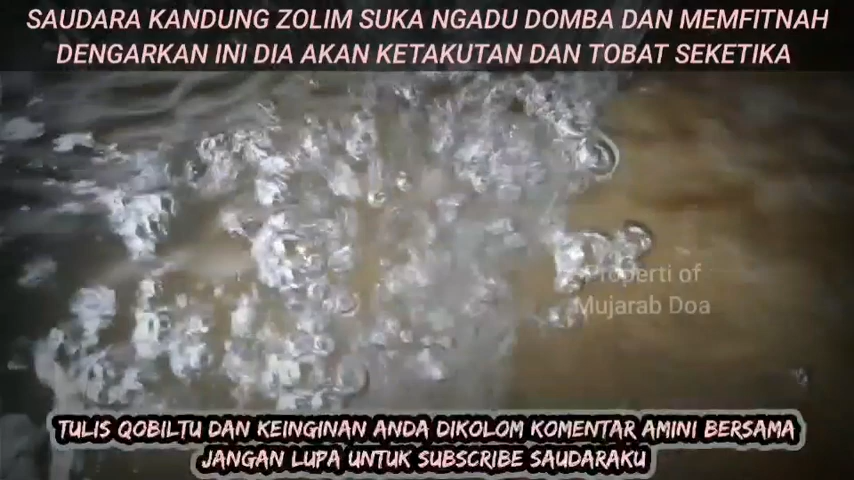 SAUDARA KANDUNG ZOLIM SUKA NGADU DOMBA DAN MEMFITNAH
DENGARKAN INI DIA AKAN KETAKUTAN DAN TOBAT SEKETIKA
Properti of
Mujarab Doa
TULIS QOBILTU DAN KEINGINAN ANDA DIKOLOM KOMENTAR AMINI BERSAMA
JANGAN LUPA UNTUK SUBSCRIBE SAUDARAKU